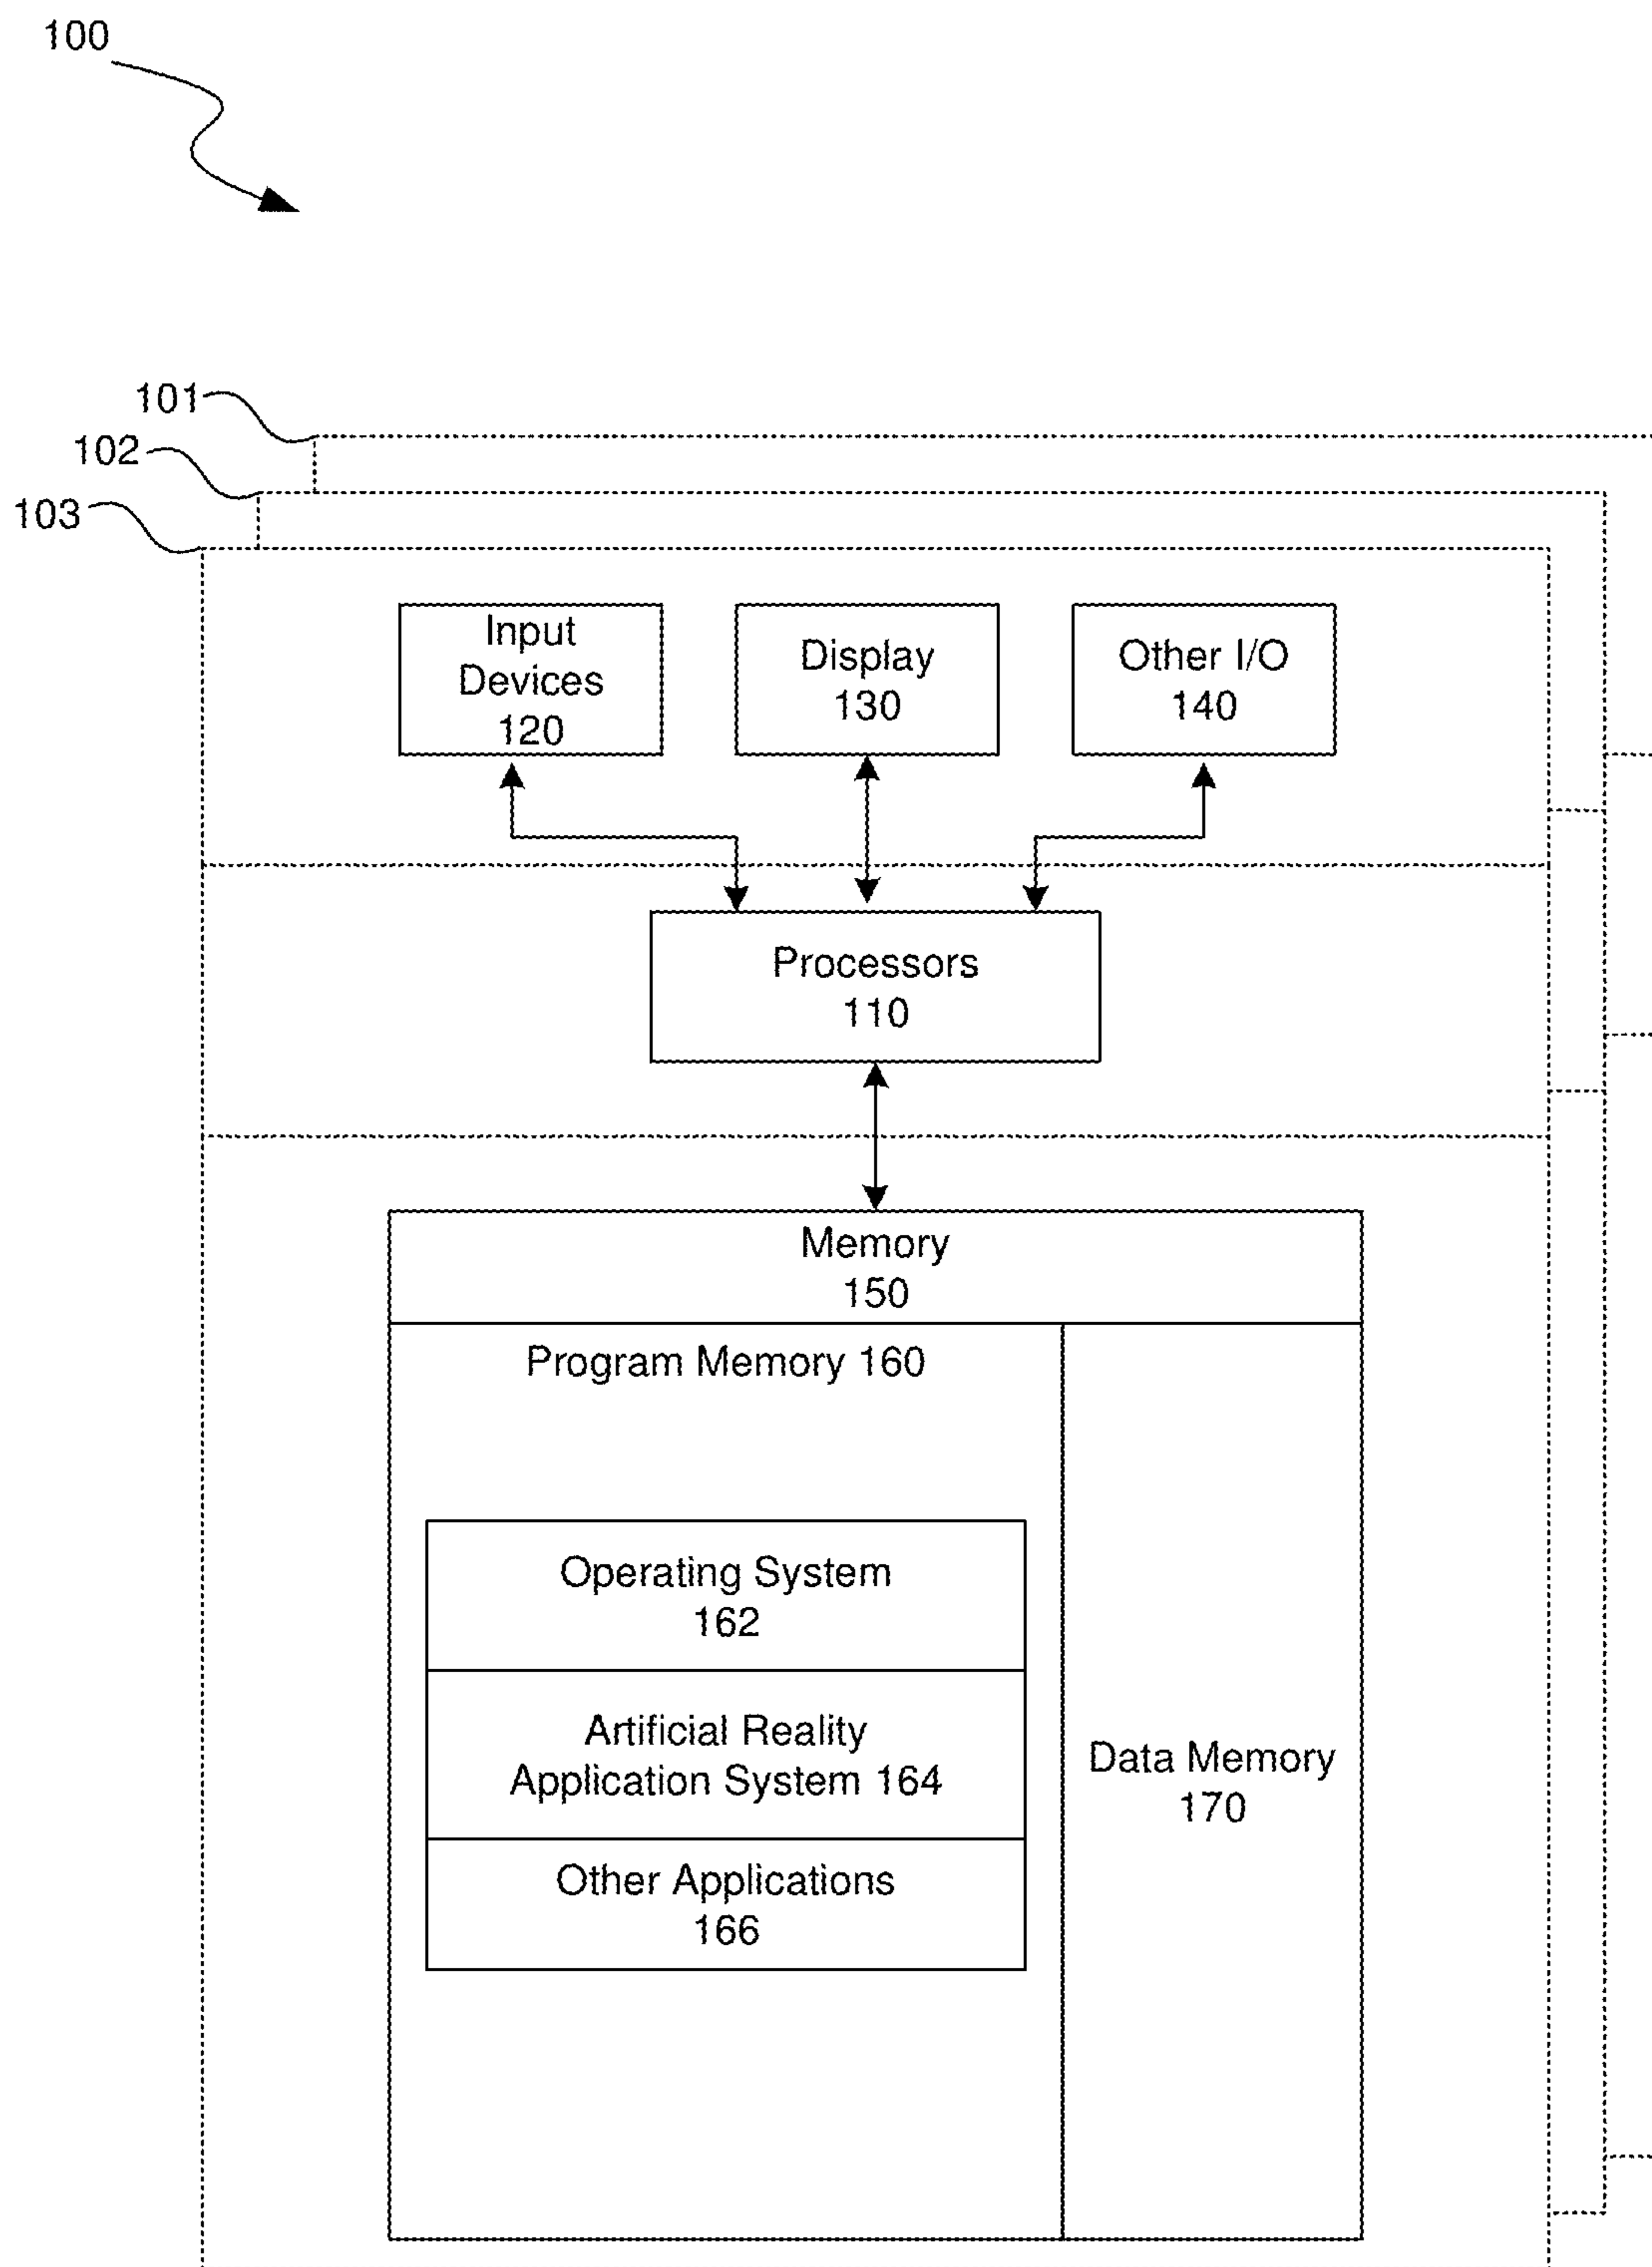 100
101
102
103
Input
Devices
120
Display
130
Other I/O
140
Processors
110
Memory
150
Program Memory 160
Operating System
162
Artificial Reality
Application System 164
Other Applications
166
Data Memory
170